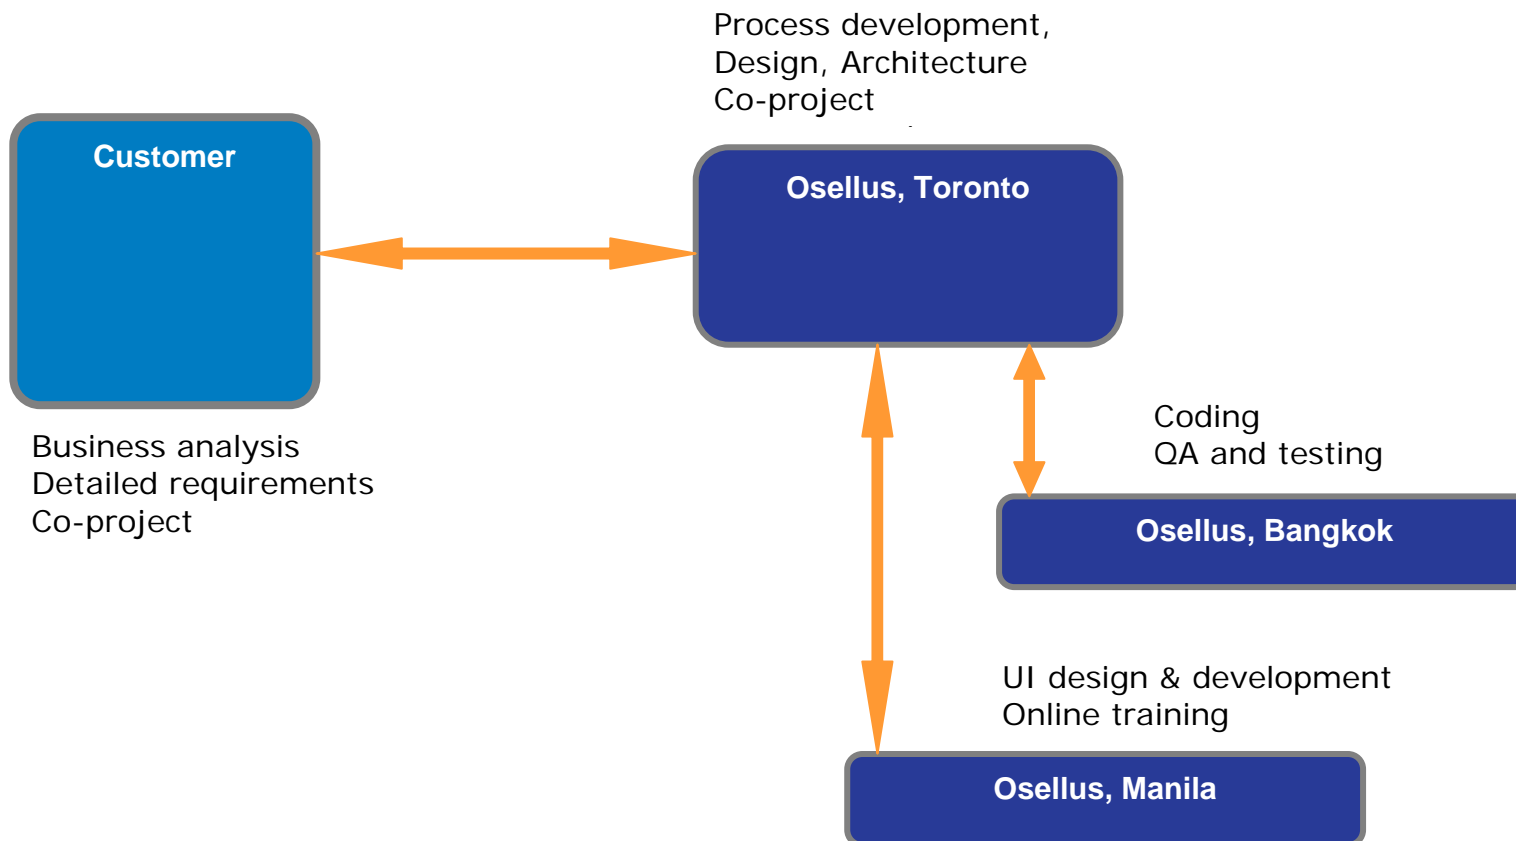 Process development,
Design, Architecture
Co-project
Customer
Osellus, Toronto
Business analysis
Detailed requirements
Co-project
Coding
QA and testing
Osellus, Bangkok
UI design & development
Online training
Osellus, Manila